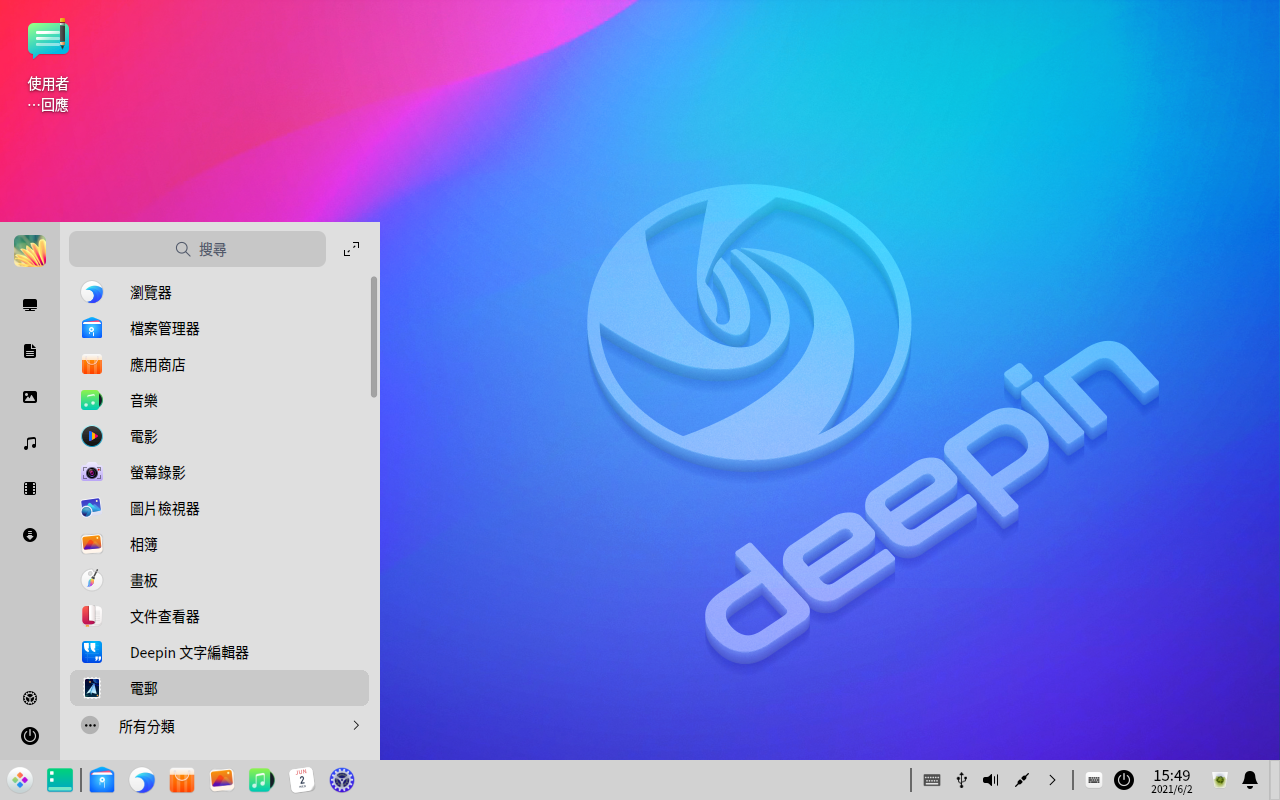 使用者
…回應
搜尋
瀏覽器
檔案管理器
應用商店
音樂
電影
螢幕錄影
圖片檢視器
相簿
畫板
文件查看器
Deepin 文字編輯器
電郵
所有分類
deepin
JUN
2
15:49
2021/6/2